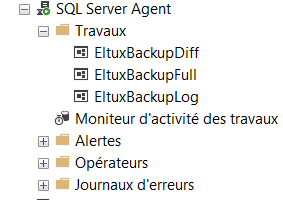 SQL Server Agent
Travaux
EltuxBackupDiff
EltuxBackupFull
EltuxBackupLog
Moniteur d'activité des travaux
Alertes
Opérateurs
Journaux d'erreurs